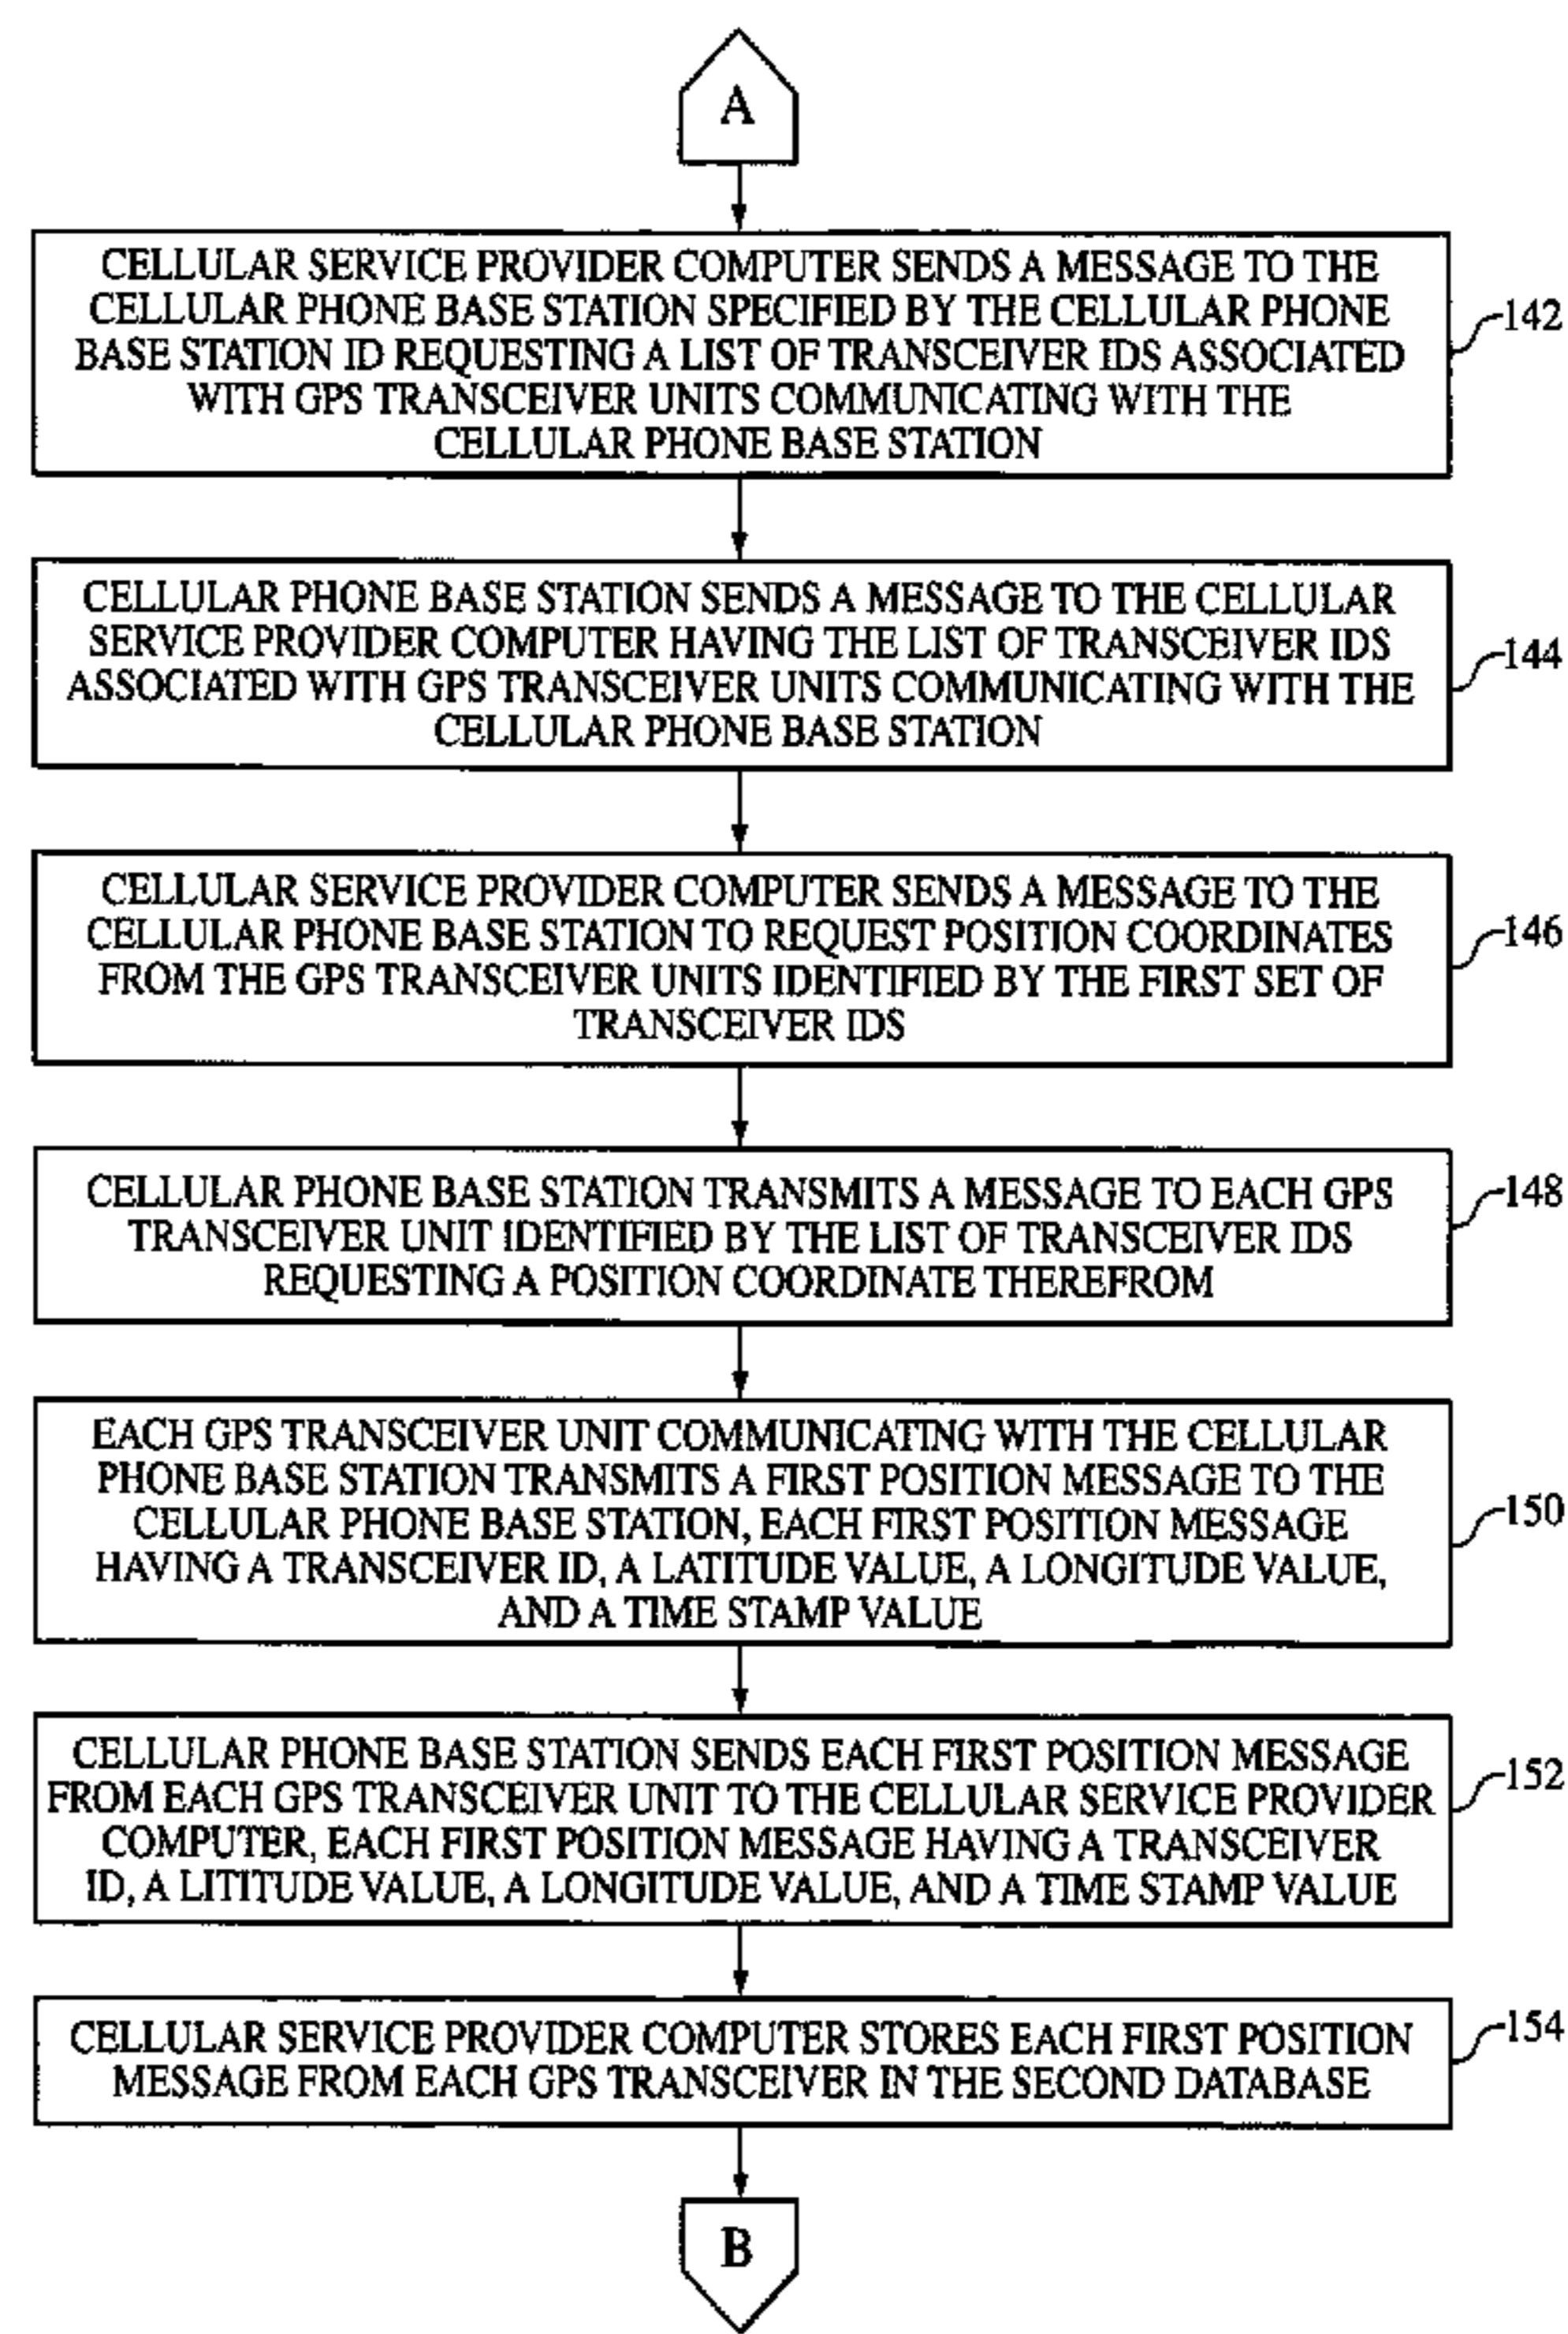 A
CELLULAR SERVICE PROVIDER COMPUTER SENDS A MESSAGE TO THE
CELLULAR PHONE BASE STATION SPECIFIED BY THE CELLULAR PHONE
BASE STATION ID REQUESTING A LIST OF TRANSCEIVER IDS ASSOCIATED
WITH GPS TRANSCEIVER UNITS COMMUNICATING WITH THE
CELLULAR PHONE BASE STATION
142
CELLULAR PHONE BASE STATION SENDS A MESSAGE TO THE CELLULAR
SERVICE PROVIDER COMPUTER HAVING THE LIST OF TRANSCEIVER IDS
ASSOCIATED WITH GPS TRANSCEIVER UNITS COMMUNICATING WITH THE
CELLULAR PHONE BASE STATION
144
CELLULAR SERVICE PROVIDER COMPUTER SENDS A MESSAGE TO THE
CELLULAR PHONE BASE STATION TO REQUEST POSITION COORDINATES
FROM THE GPS TRANSCEIVER UNITS IDENTIFIED BY THE FIRST SET OF
TRANSCEIVER IDS
146
CELLULAR PHONE BASE STATION TRANSMITS A MESSAGE TO EACH GPS
TRANSCEIVER UNIT IDENTIFIED BY THE LIST OF TRANSCEIVER IDS
REQUESTING A POSITION COORDINATE THEREFROM
148
EACH GPS TRANSCEIVER UNIT COMMUNICATING WITH THE CELLULAR
PHONE BASE STATION TRANSMITS A FIRST POSITION MESSAGE TO THE
CELLULAR PHONE BASE STATION, EACH FIRST POSITION MESSAGE
HAVING A TRANSCEIVER ID, A LATITUDE VALUE, A LONGITUDE VALUE,
AND A TIME STAMP VALUE
150
CELLULAR PHONE BASE STATION SENDS EACH FIRST POSITION MESSAGE
FROM EACH GPS TRANSCEIVER UNIT TO THE CELLULAR SERVICE PROVIDER
COMPUTER, EACH FIRST POSITION MESSAGE HAVING A TRANSCEIVER
ID, A LITITUDE VALUE, A LONGITUDE VALUE, AND A TIME STAMP VALUE
152
CELLULAR SERVICE PROVIDER COMPUTER STORES EACH FIRST POSITION
MESSAGE FROM EACH GPS TRANSCEIVER IN THE SECOND DATABASE
154
B